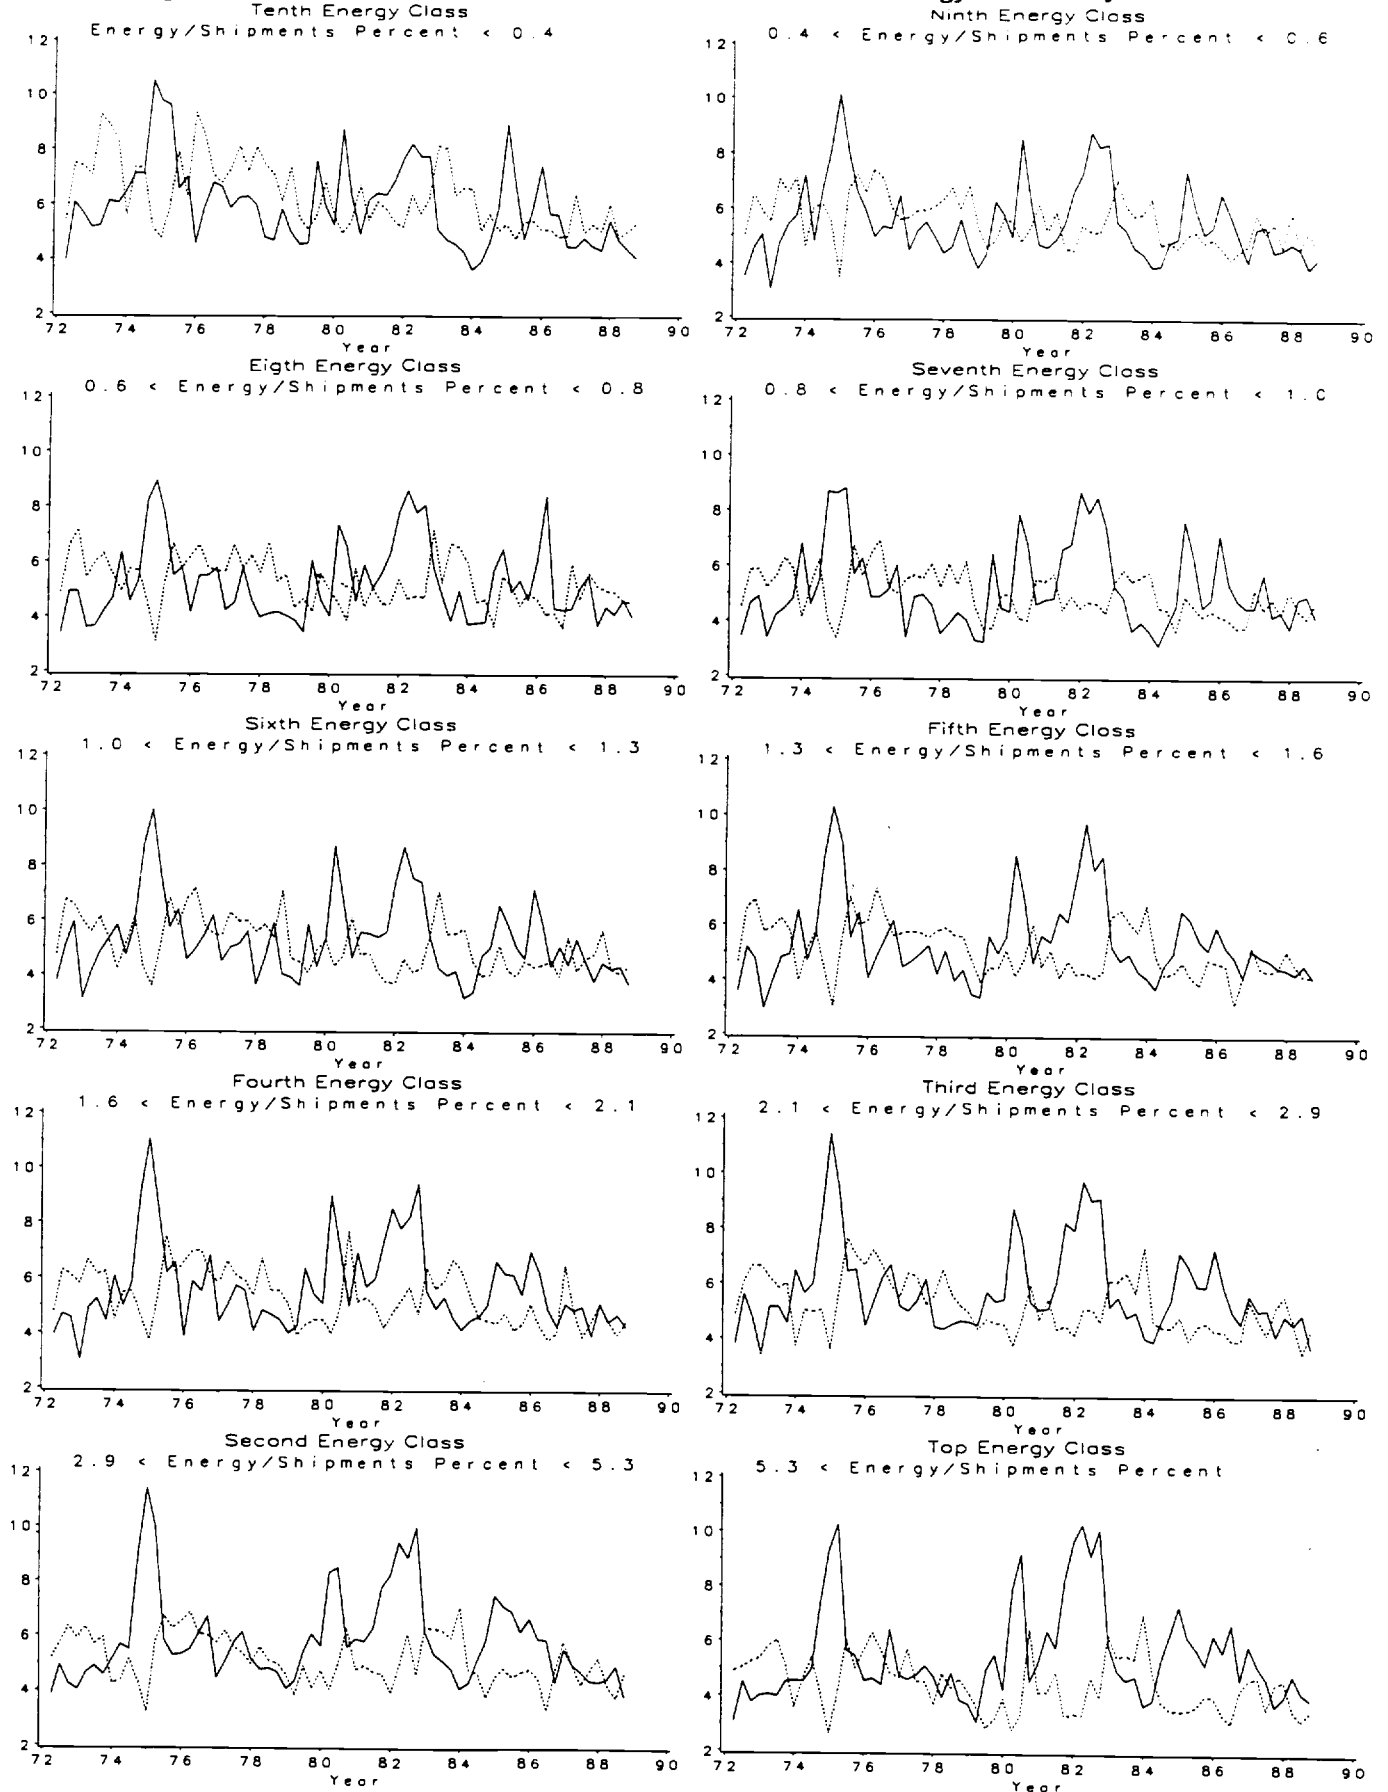 Tenth Energy Class
Energy/Shipments Percent < 0.4
12
10
8
6
4
2
72 74 76 78 80 82 84 86 88 90
Year
Ninth Energy Class
0.4 < Energy/Shipments Percent < 0.6
12
10
8
6
4
2
72 74 76 78 80 82 84 86 88 90
Year
Eigth Energy Class
0.6 < Energy/Shipments Percent < 0.8
12
10
8
6
4
2
72 74 76 78 80 82 84 86 88 90
Year
Seventh Energy Class
0.8 < Energy/Shipments Percent < 1.0
12
10
8
6
4
2
72 74 76 78 80 82 84 86 88 90
Year
Sixth Energy Class
1.0 < Energy/Shipments Percent < 1.3
12
10
8
6
4
2
72 74 76 78 80 82 84 86 88 90
Year
Fifth Energy Class
1.3 < Energy/Shipments Percent < 1.6
12
10
8
6
4
2
72 74 76 78 80 82 84 86 88 90
Year
Fourth Energy Class
1.6 < Energy/Shipments Percent < 2.1
12
10
8
6
4
2
72 74 76 78 80 82 84 86 88 90
Year
Third Energy Class
2.1 < Energy/Shipments Percent < 2.9
12
10
8
6
4
2
72 74 76 78 80 82 84 86 88 90
Year
Second Energy Class
2.9 < Energy/Shipments Percent < 5.3
12
10
8
6
4
2
72 74 76 78 80 82 84 86 88 90
Year
Top Energy Class
5.3 < Energy/Shipments Percent
12
10
8
6
4
2
72 74 76 78 80 82 84 86 88 90
Year